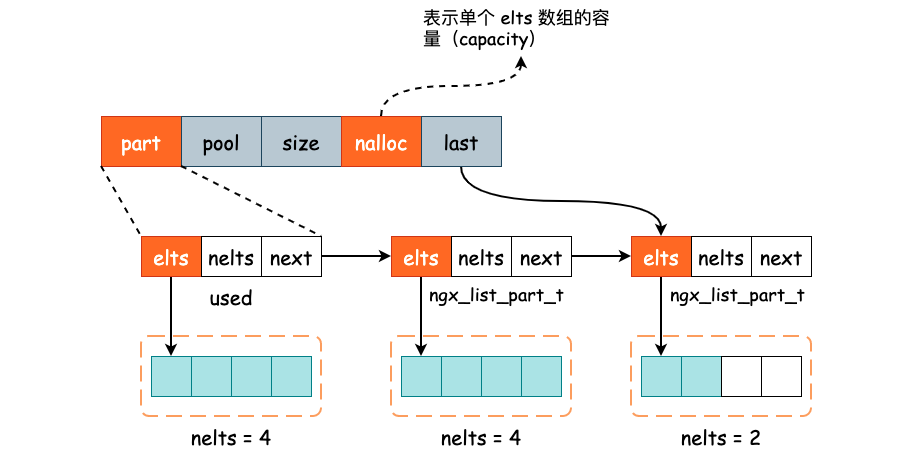 表示单个 elts 数组的容
量（capacity）
part pool size nalloc last
elts nelts next elts nelts next elts nelts next
used ngx_list_part_t ngx_list_part_t
nelts = 4 nelts = 4 nelts = 2